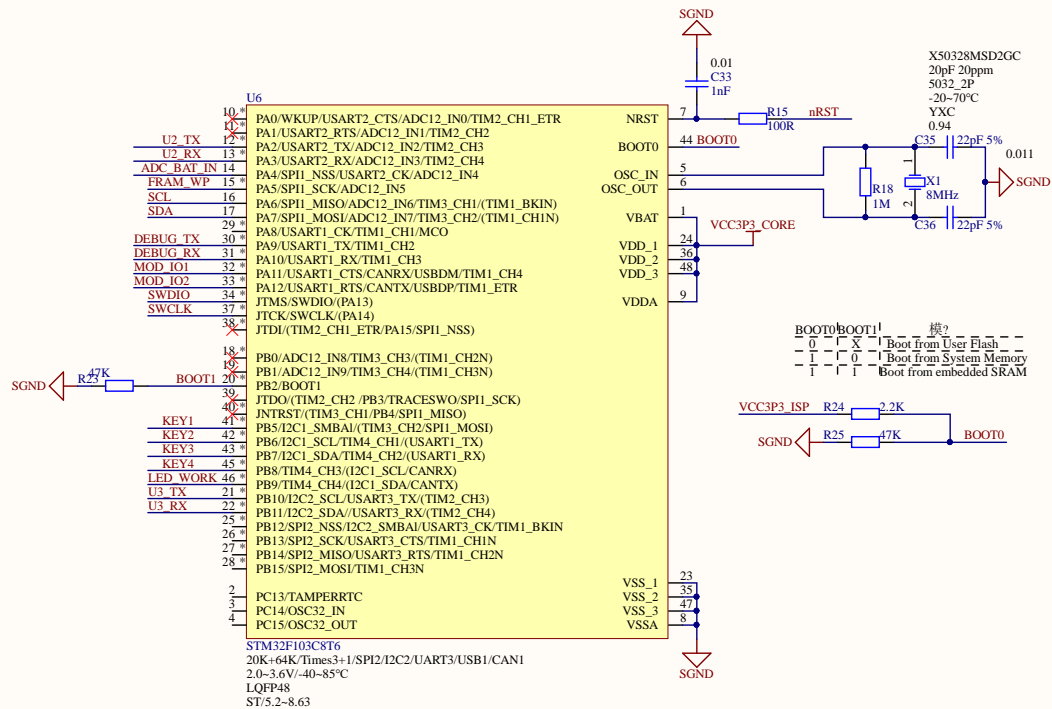 SGND
0.01
C33
1nF
X50328MSD2GC
20pF 20ppm
5032_2P
-20~70°C
YXC
0.94
U6
10 * PA0/WKUP/USART2_CTS/ADC12_IN0/TIM2_CH1_ETR
11 * PA1/USART2_RTS/ADC12_IN1/TIM2_CH2
U2_TX 12 * PA2/USART2_TX/ADC12_IN2/TIM2_CH3
U2_RX 13 * PA3/USART2_RX/ADC12_IN3/TIM2_CH4
ADC_BAT_IN 14 PA4/SPI1_NSS/USART2_CK/ADC12_IN4
FRAM_WP 15 * PA5/SPI1_SCK/ADC12_IN5
SCL 16 PA6/SPI1_MISO/ADC12_IN6/TIM3_CH1/(TIM1_BKIN)
SDA 17 PA7/SPI1_MOSI/ADC12_IN7/TIM3_CH2/(TIM1_CH1N)
29 * PA8/USART1_CK/TIM1_CH1/MCO
DEBUG_TX 30 * PA9/USART1_TX/TIM1_CH2
DEBUG_RX 31 * PA10/USART1_RX/TIM1_CH3
MOD_IO1 32 * PA11/USART1_CTS/CANRX/USBDM/TIM1_CH4
MOD_IO2 33 * PA12/USART1_RTS/CANTX/USBDP/TIM1_ETR
SWDIO 34 * JTMS/SWDIO/(PA13)
SWCLK 37 * JTCK/SWCLK/(PA14)
38 * JTDI/(TIM2_CH1_ETR/PA15/SPI1_NSS)
18 * PB0/ADC12_IN8/TIM3_CH3/(TIM1_CH2N)
19 * PB1/ADC12_IN9/TIM3_CH4/(TIM1_CH3N)
SGND R23 47K BOOT1 20 * PB2/BOOT1
39 * JTDO/(TIM2_CH2 /PB3/TRACESWO/SPI1_SCK)
40 * JNTRST/(TIM3_CH1/PB4/SPI1_MISO)
KEY1 41 * PB5/I2C1_SMBAI/(TIM3_CH2/SPI1_MOSI)
KEY2 42 * PB6/I2C1_SCL/TIM4_CH1/(USART1_TX)
KEY3 43 * PB7/I2C1_SDA/TIM4_CH2/(USART1_RX)
KEY4 45 * PB8/TIM4_CH3/(I2C1_SCL/CANRX)
LED_WORK 46 * PB9/TIM4_CH4/(I2C1_SDA/CANTX)
U3_TX 21 * PB10/I2C2_SCL/USART3_TX/(TIM2_CH3)
U3_RX 22 * PB11/I2C2_SDA//USART3_RX/(TIM2_CH4)
25 * PB12/SPI2_NSS/I2C2_SMBAI/USART3_CK/TIM1_BKIN
26 * PB13/SPI2_SCK/USART3_CTS/TIM1_CH1N
27 * PB14/SPI2_MISO/USART3_RTS/TIM1_CH2N
28 * PB15/SPI2_MOSI/TIM1_CH3N
2 PC13/TAMPERRTC
3 PC14/OSC32_IN
4 PC15/OSC32_OUT
NRST 7 R15 100R nRST
BOOT0 44 BOOT0
OSC_IN 5
OSC_OUT 6
VBAT 1
VDD_1 24 VCC3P3_CORE
VDD_2 36
VDD_3 48
VDDA 9
VSS_1 23
VSS_2 35
VSS_3 47
VSSA 8
SGND
C35 22pF 5%
R18
1M
1
X1
8MHz
2
C36 22pF 5%
0.011
SGND
BOOT0 BOOT1 模?
0 X Boot from User Flash
1 0 Boot from System Memory
1 1 Boot from embedded SRAM
VCC3P3_ISP R24 2.2K
SGND R25 47K BOOT0
STM32F103C8T6
20K+64K/Times3+1/SPI2/I2C2/UART3/USB1/CAN1
2.0~3.6V/-40~85°C
LQFP48
ST/5.2~8.63